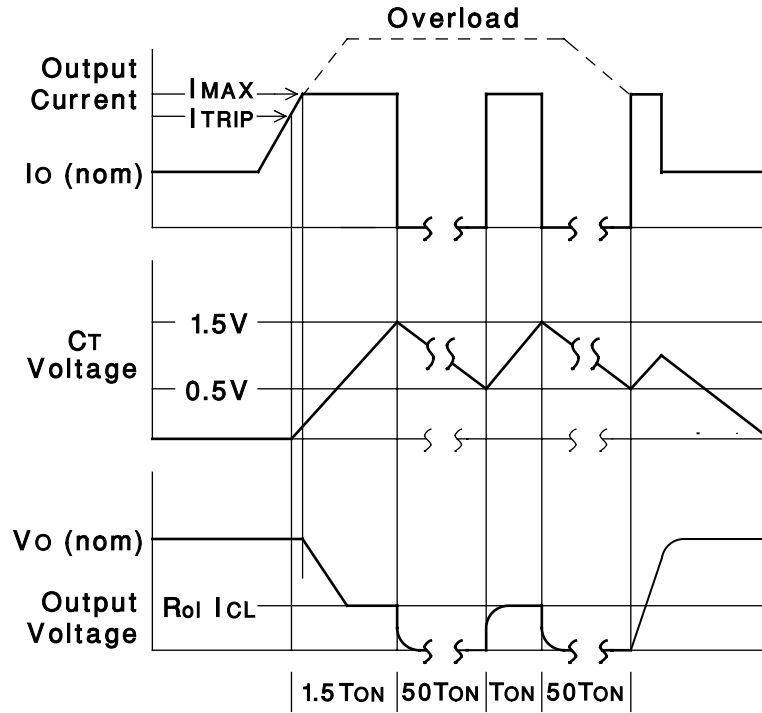 Overload
Output
Current
IMAX
ITRIP
IO (nom)
1.5V
CT
Voltage
0.5V
VO (nom)
Output
Voltage
Rol ICL
1.5TON 50TON TON 50TON